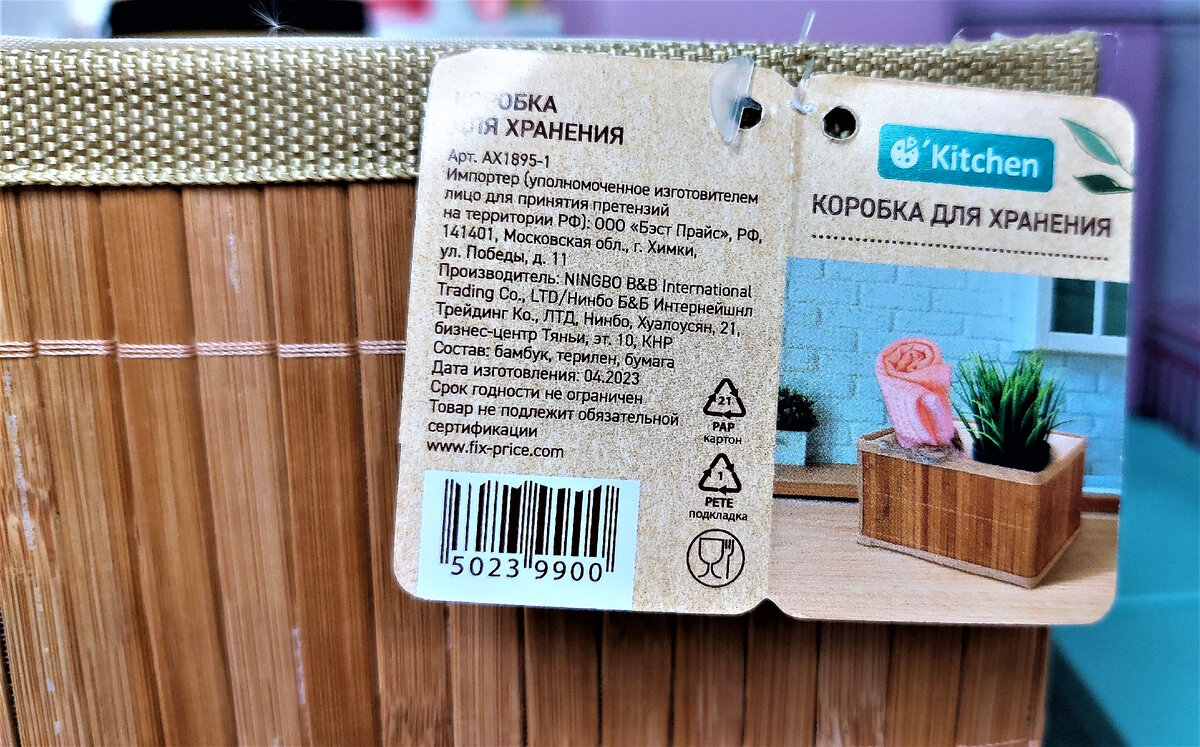 КОРОБКА
ДЛЯ ХРАНЕНИЯ
Арт. AX1895-1
Импортер (уполномоченное изготовителем
лицо для принятия претензий
на территории РФ): ООО «Бэст Прайс», РФ,
141401, Московская обл., г. Химки,
ул. Победы, д. 11
Производитель: NINGBO B&B International
Trading Co., LTD/Нинбо Б&Б Интернейшнл
Трейдинг Ко., ЛТД, Нинбо, Хуалоусян, 21,
бизнес-центр Тяньи, эт. 10, КНР
Состав: бамбук, терилен, бумага
Дата изготовления: 04.2023
Срок годности не ограничен
Товар не подлежит обязательной
сертификации
www.fix-price.com
21
PAP
картон
1
PETE
подкладка
5023 9900
'Kitchen
КОРОБКА ДЛЯ ХРАНЕНИЯ